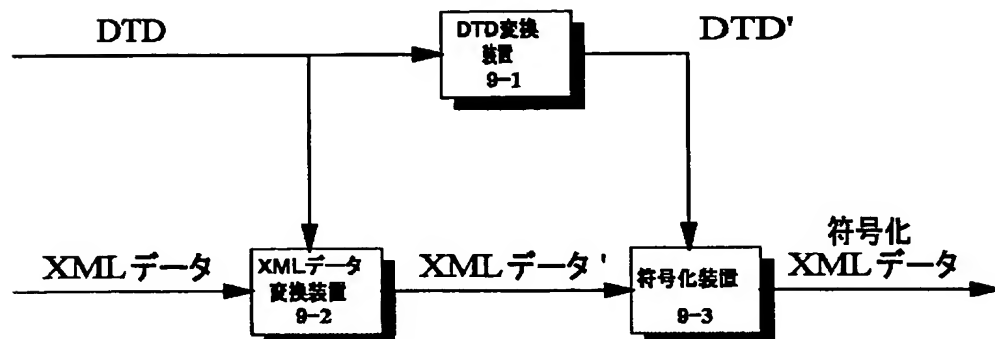 DTD
DTD変換
装置
9-1
DTD'
XMLデータ
XMLデータ
変換装置
9-2
XMLデータ'
符号化装置
9-3
符号化
XMLデータ